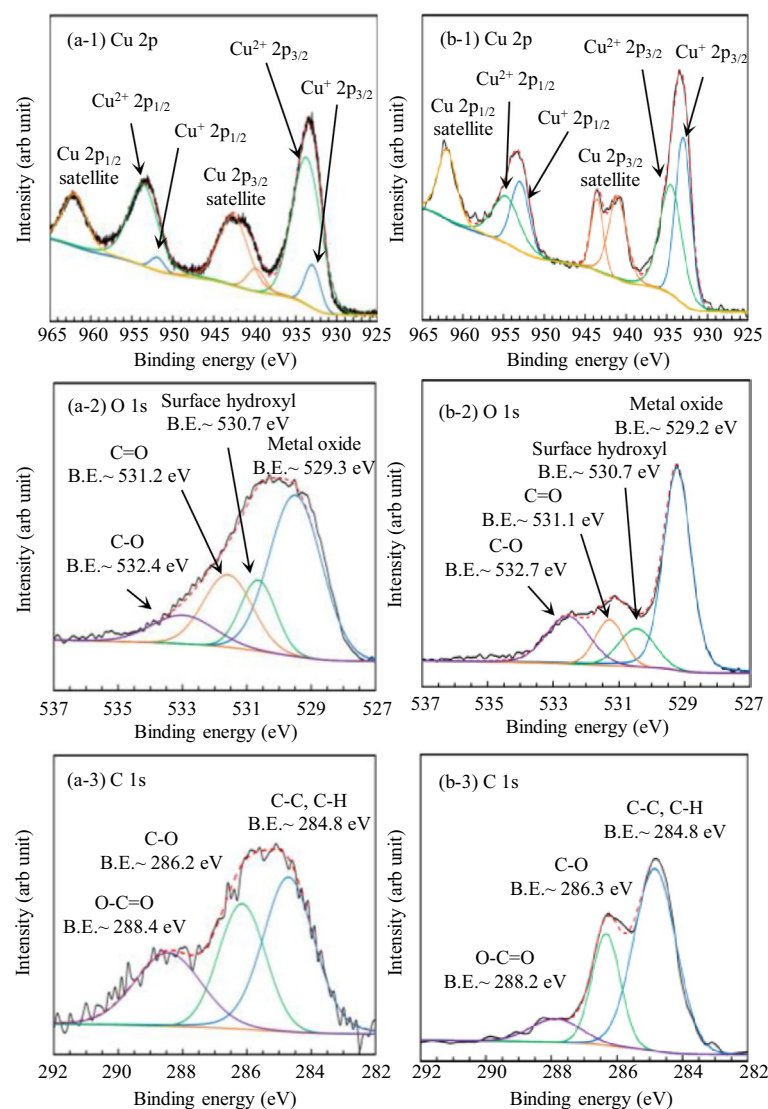 (a-1) Cu 2p
Cu²⁺ 2p₃/₂
Cu²⁺ 2p₁/₂
Cu⁺ 2p₃/₂
Cu⁺ 2p₁/₂
Cu 2p₁/₂
satellite
Cu 2p₃/₂
satellite
Intensity (arb unit)
965 960 955 950 945 940 935 930 925
Binding energy (eV)
(b-1) Cu 2p
Cu²⁺ 2p₃/₂
Cu⁺ 2p₃/₂
Cu²⁺ 2p₁/₂
Cu⁺ 2p₁/₂
Cu 2p₁/₂
satellite
Cu 2p₃/₂
satellite
Intensity (arb unit)
965 960 955 950 945 940 935 930 925
Binding energy (eV)
(a-2) O 1s
Surface hydroxyl
B.E.~ 530.7 eV
Metal oxide
B.E.~ 529.3 eV
C=O
B.E.~ 531.2 eV
C-O
B.E.~ 532.4 eV
Intensity (arb unit)
537 535 533 531 529 527
Binding energy (eV)
(b-2) O 1s
Metal oxide
529.2 eV
Surface hydroxyl
B.E.~ 530.7 eV
C=O
B.E.~ 531.1 eV
C-O
B.E.~ 532.7 eV
Intensity (arb unit)
537 535 533 531 529 527
Binding energy (eV)
(a-3) C 1s
C-C, C-H
B.E.~ 284.8 eV
C-O
B.E.~ 286.2 eV
O-C=O
B.E.~ 288.4 eV
Intensity (arb unit)
292 290 288 286 284 282
Binding energy (eV)
(b-3) C 1s
C-C, C-H
B.E.~ 284.8 eV
C-O
B.E.~ 286.3 eV
O-C=O
B.E.~ 288.2 eV
Intensity (arb unit)
292 290 288 286 284 282
Binding energy (eV)